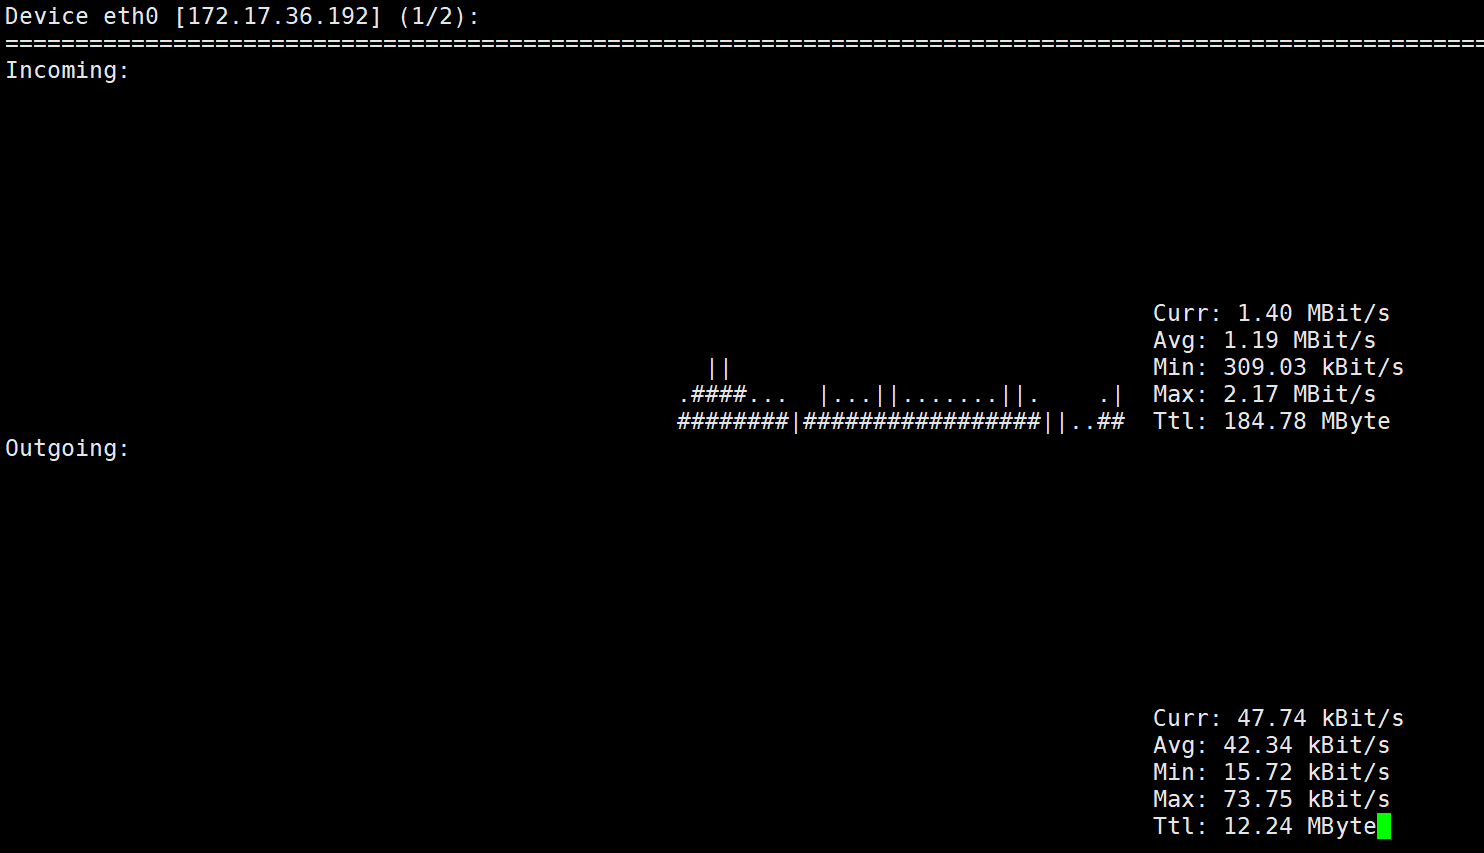 Device eth0 [172.17.36.192] (1/2):
==========================================================================================================
Incoming:
Curr: 1.40 MBit/s
Avg: 1.19 MBit/s
|| Min: 309.03 kBit/s
.####... |...||.......||. .| Max: 2.17 MBit/s
########|#################||..## Ttl: 184.78 MByte
Outgoing:
Curr: 47.74 kBit/s
Avg: 42.34 kBit/s
Min: 15.72 kBit/s
Max: 73.75 kBit/s
Ttl: 12.24 MByte